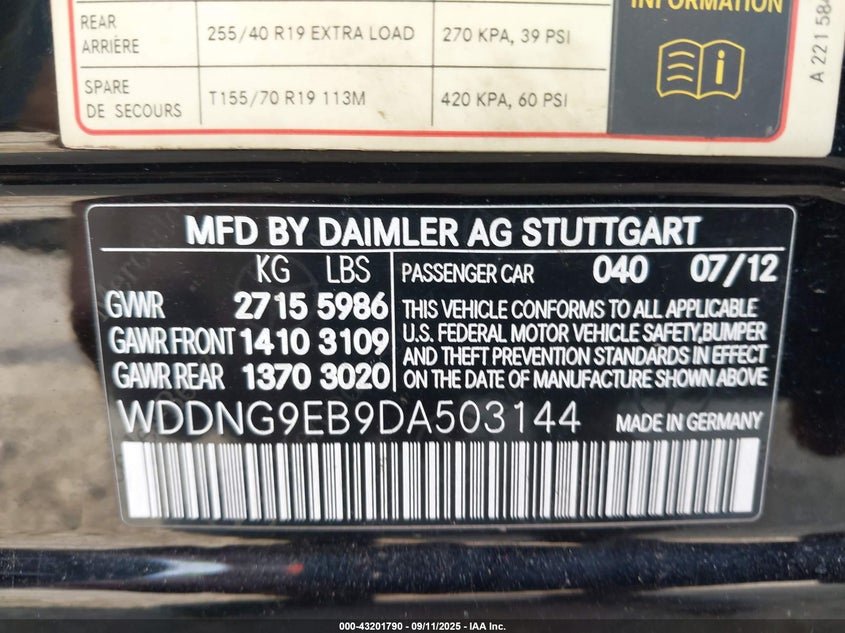 INFORMATION
REAR
ARRIÈRE
255/40 R19 EXTRA LOAD
270 KPA, 39 PSI
SPARE
DE SECOURS
T155/70 R19 113M
420 KPA, 60 PSI
A 221 584
MFD BY DAIMLER AG STUTTGART
KG LBS
GVWR 2715 5986
GAWR FRONT 1410 3109
GAWR REAR 1370 3020
PASSENGER CAR 040 07/12
THIS VEHICLE CONFORMS TO ALL APPLICABLE
U.S. FEDERAL MOTOR VEHICLE SAFETY,BUMPER
AND THEFT PREVENTION STANDARDS IN EFFECT
ON THE DATE OF MANUFACTURE SHOWN ABOVE
WDDNG9EB9DA503144 MADE IN GERMANY
000-43201790 - 09/11/2025 - IAA Inc.